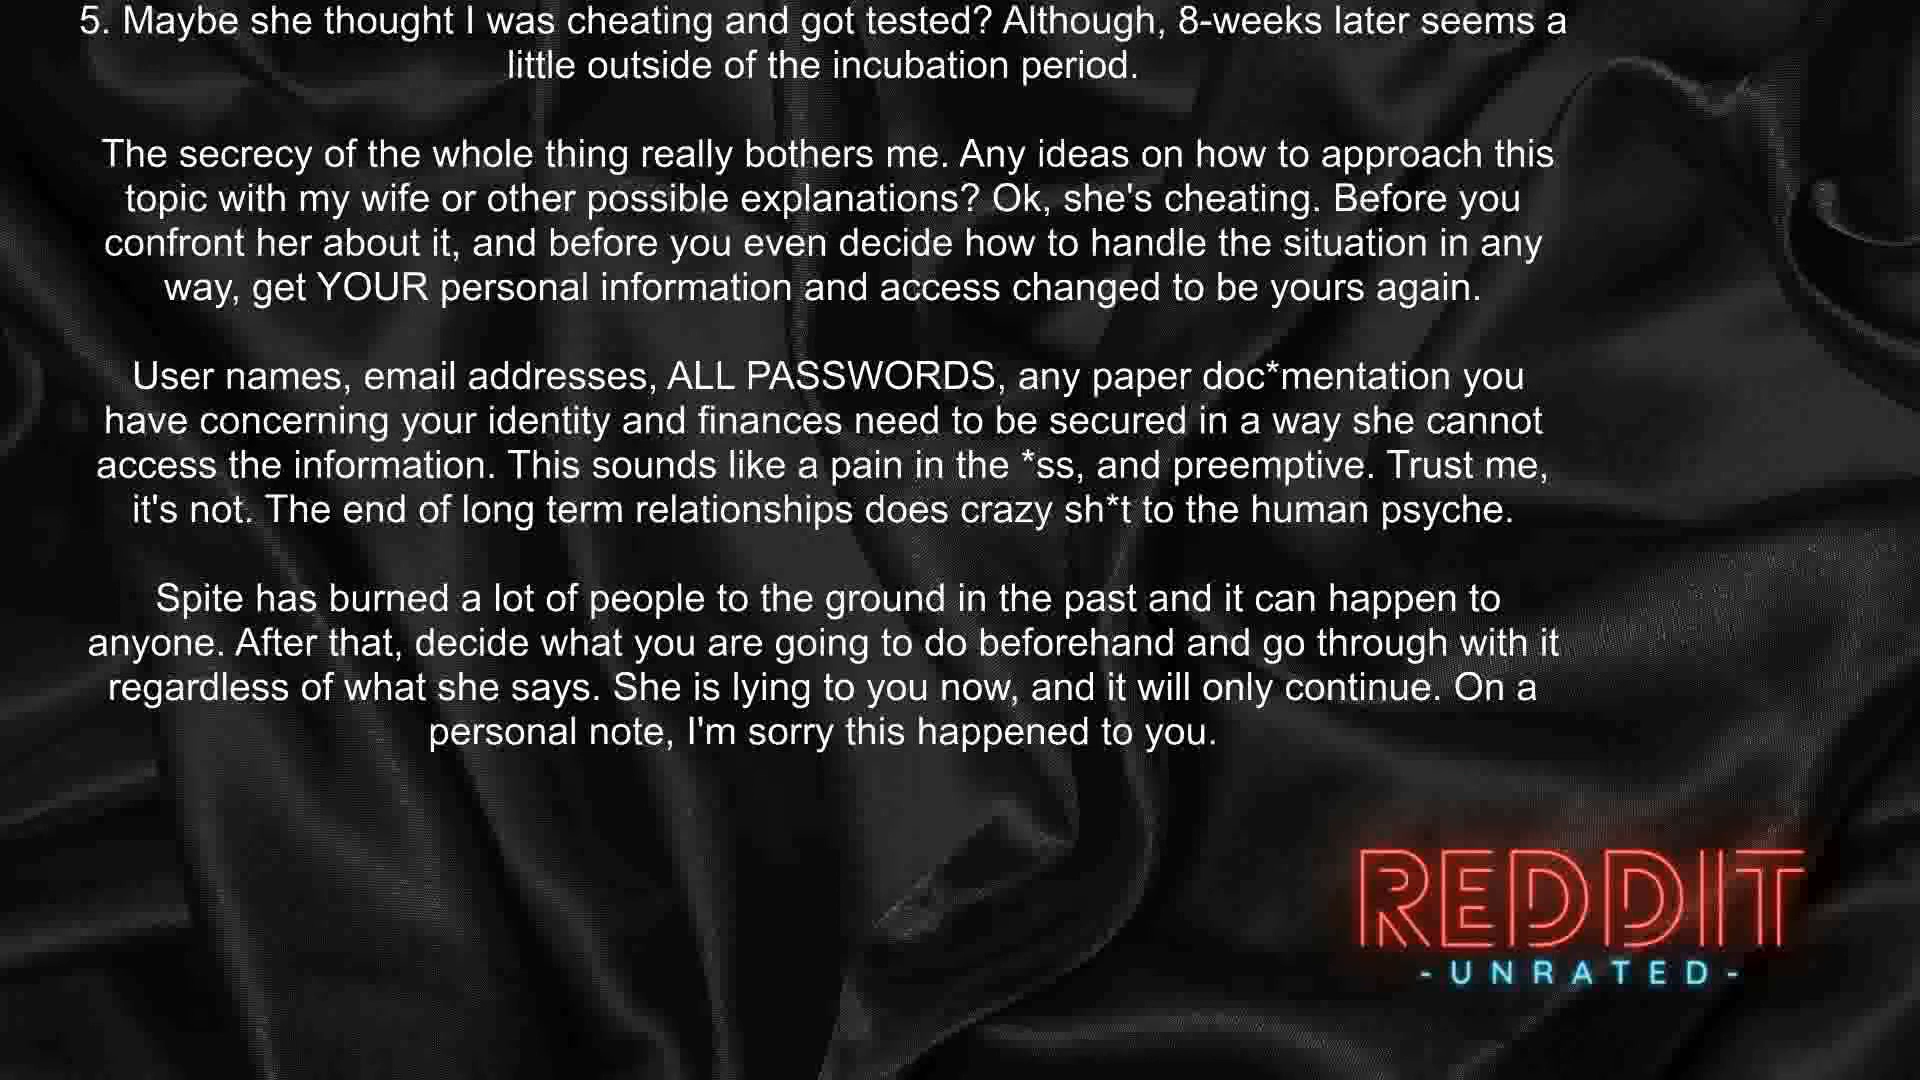 5. Maybe she thought I was cheating and got tested? Although, 8-weeks later seems a
little outside of the incubation period.
The secrecy of the whole thing really bothers me. Any ideas on how to approach this
topic with my wife or other possible explanations? Ok, she's cheating. Before you
confront her about it, and before you even decide how to handle the situation in any
way, get YOUR personal information and access changed to be yours again.
User names, email addresses, ALL PASSWORDS, any paper doc*mentation you
have concerning your identity and finances need to be secured in a way she cannot
access the information. This sounds like a pain in the *ss, and preemptive. Trust me,
it's not. The end of long term relationships does crazy sh*t to the human psyche.
Spite has burned a lot of people to the ground in the past and it can happen to
anyone. After that, decide what you are going to do beforehand and go through with it
regardless of what she says. She is lying to you now, and it will only continue. On a
personal note, I'm sorry this happened to you.
REDDIT
- UNRATED -